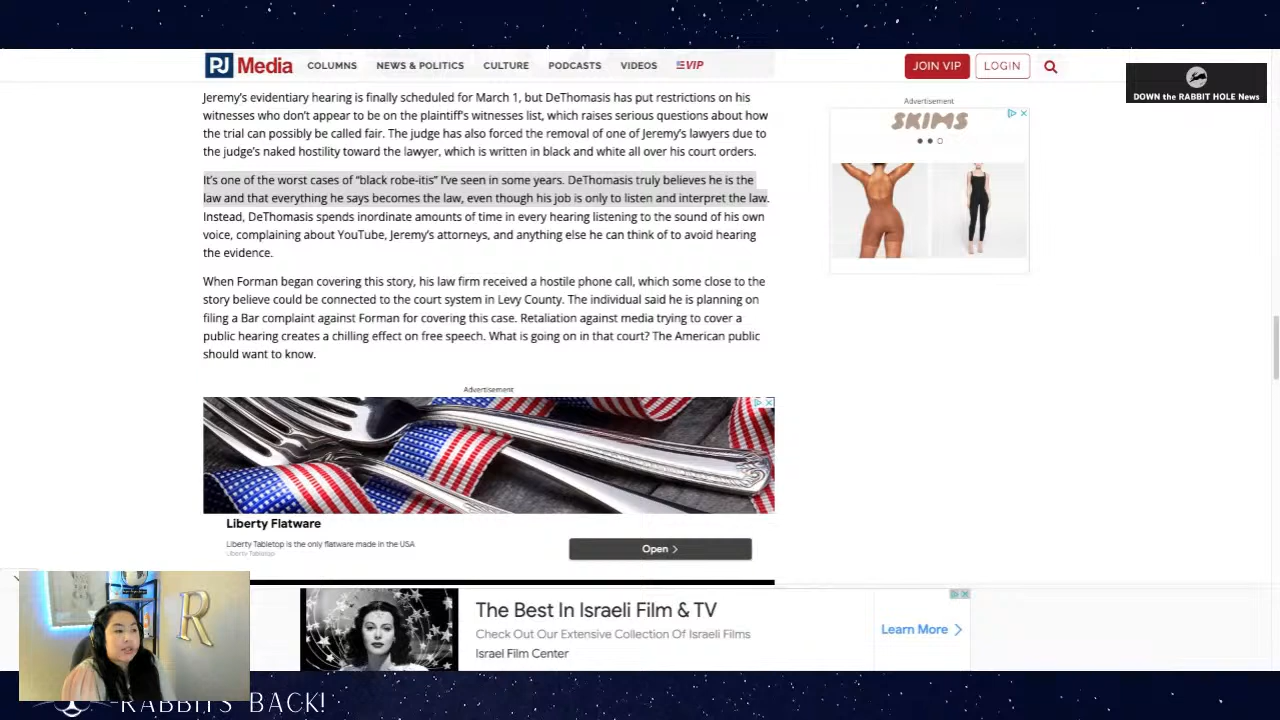 PJ Media COLUMNS NEWS & POLITICS CULTURE PODCASTS VIDEOS VIP JOIN VIP LOGIN
DOWN the RABBIT HOLE News
Jeremy's evidentiary hearing is finally scheduled for March 1, but DeThomasis has put restrictions on his
witnesses who don't appear to be on the plaintiff's witnesses list, which raises serious questions about how
the trial can possibly be called fair. The judge has also forced the removal of one of Jeremy's lawyers due to
the judge's naked hostility toward the lawyer, which is written in black and white all over his court orders.
It's one of the worst cases of “black robe-itis” I've seen in some years. DeThomasis truly believes he is the
law and that everything he says becomes the law, even though his job is only to listen and interpret the law.
Instead, DeThomasis spends inordinate amounts of time in every hearing listening to the sound of his own
voice, complaining about YouTube, Jeremy's attorneys, and anything else he can think of to avoid hearing
the evidence.
When Forman began covering this story, his law firm received a hostile phone call, which some close to the
story believe could be connected to the court system in Levy County. The individual said he is planning on
filing a Bar complaint against Forman for covering this case. Retaliation against media trying to cover a
public hearing creates a chilling effect on free speech. What is going on in that court? The American public
should want to know.
Advertisement
SKIMS
Advertisement
Liberty Flatware
Liberty Tabletop is the only flatware made in the USA
Liberty Tabletop
Open >
The Best In Israeli Film & TV
Check Out Our Extensive Collection Of Israeli Films
Israel Film Center
Learn More >
R
RABBITS BACK!